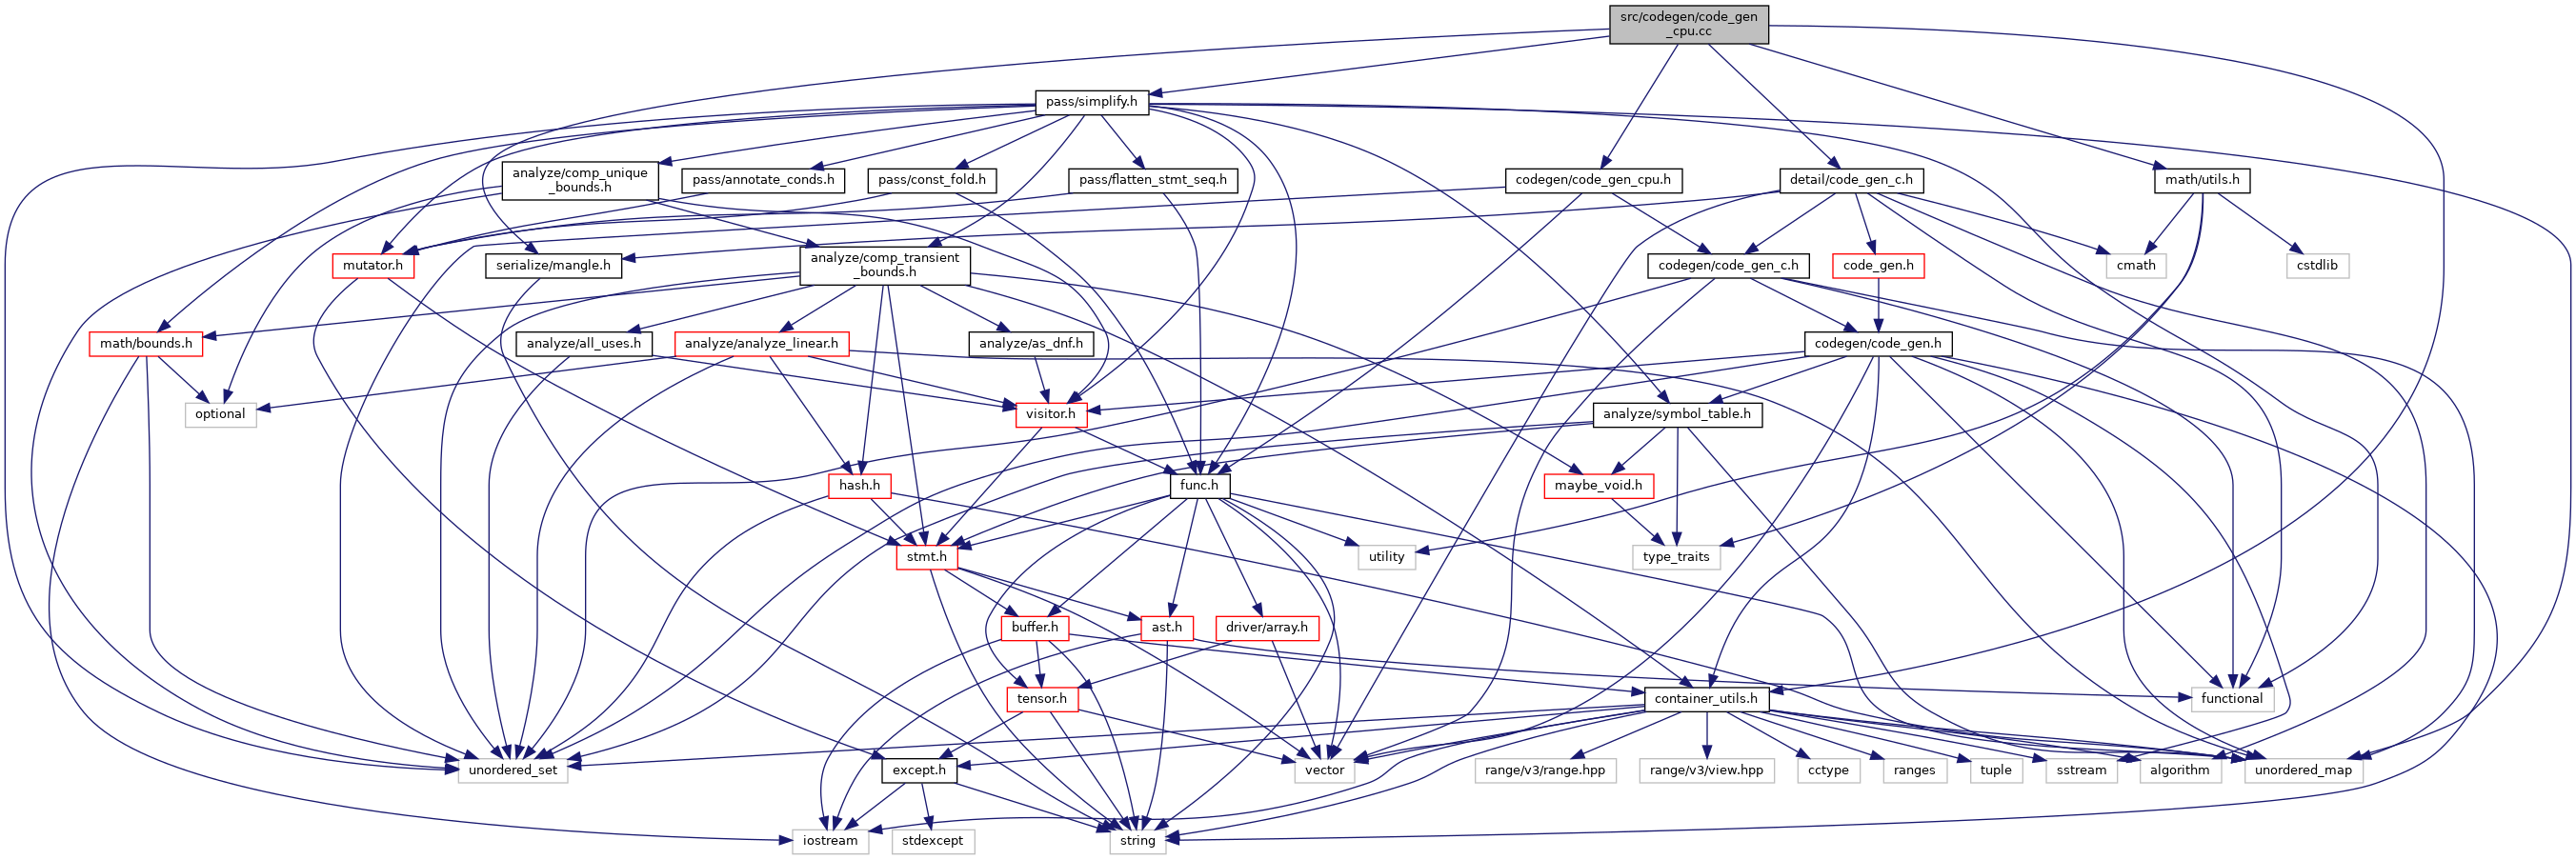 src/codegen/code_gen
_cpu.cc
pass/simplify.h
analyze/comp_unique
_bounds.h
pass/annotate_conds.h
pass/const_fold.h
pass/flatten_stmt_seq.h
codegen/code_gen_cpu.h
detail/code_gen_c.h
math/utils.h
mutator.h
serialize/mangle.h
analyze/comp_transient
_bounds.h
codegen/code_gen_c.h
code_gen.h
cmath
cstdlib
math/bounds.h
analyze/all_uses.h
analyze/analyze_linear.h
analyze/as_dnf.h
codegen/code_gen.h
optional
visitor.h
analyze/symbol_table.h
hash.h
func.h
maybe_void.h
stmt.h
utility
type_traits
buffer.h
ast.h
driver/array.h
tensor.h
container_utils.h
functional
unordered_set
except.h
vector
range/v3/range.hpp
range/v3/view.hpp
cctype
ranges
tuple
sstream
algorithm
unordered_map
iostream
stdexcept
string